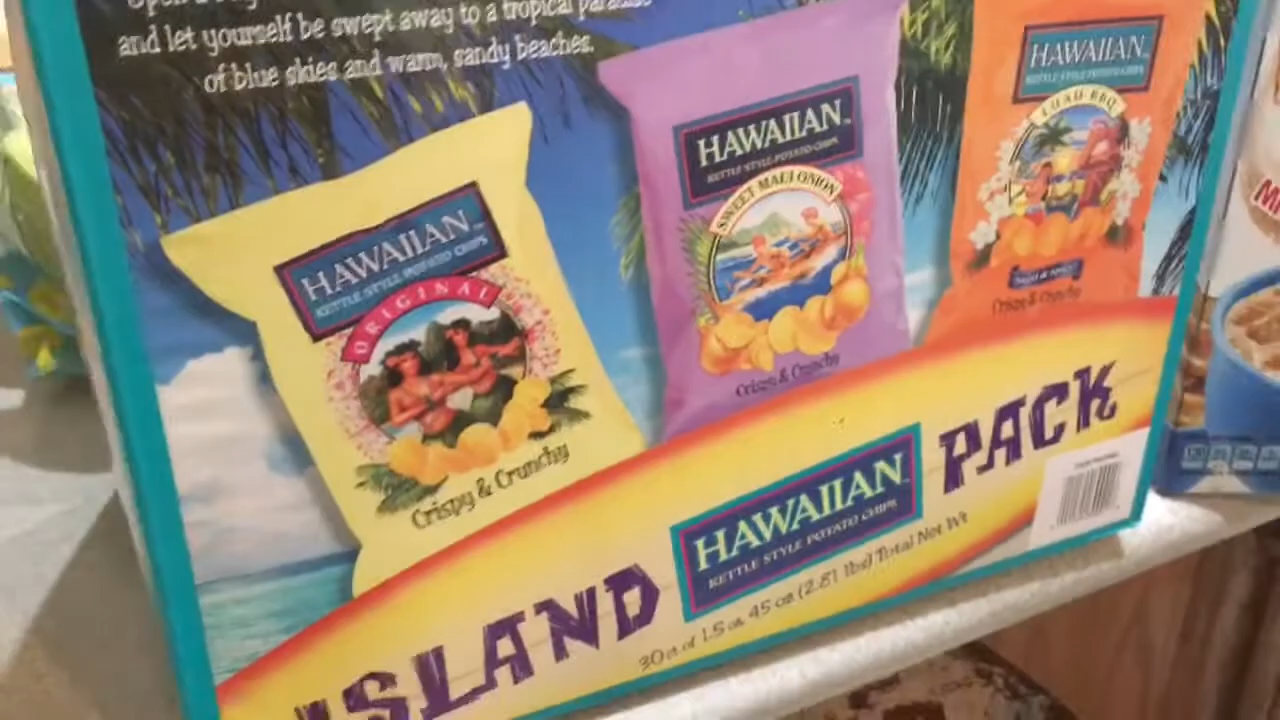 and let yourself be swept away to a tropical paradise
of blue skies and warm, sandy beaches.
HAWAIIAN
KETTLE STYLE POTATO CHIPS
ORIGINAL
Crispy & Crunchy
HAWAIIAN
KETTLE STYLE POTATO CHIPS
SWEET MAUI ONION
Crispy & Crunchy
HAWAIIAN
KETTLE STYLE POTATO CHIPS
LUAU BBQ
Crispy & Crunchy
ISLAND
HAWAIIAN
KETTLE STYLE POTATO CHIPS
PACK
30 ct of 1.5 oz, 45 oz (2.81 lbs) Total Net Wt